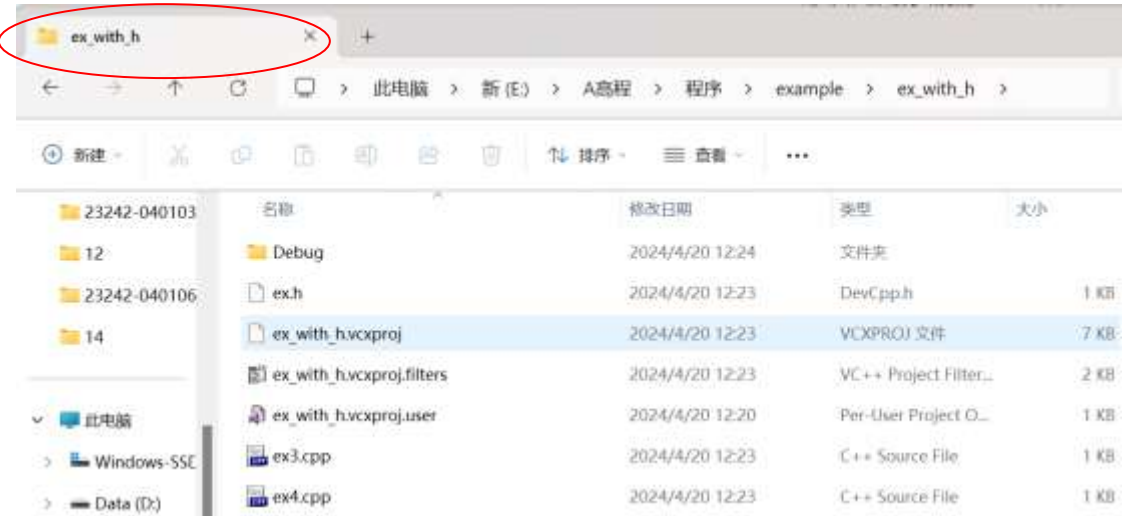 ex_with_h × +
此电脑 > 新 (E:) > A高程 > 程序 > example > ex_with_h >
新建 排序 查看 ...
名称 修改日期 类型 大小
23242-040103
12
23242-040106
14
此电脑
Windows-SSD
Data (D:)
Debug 2024/4/20 12:24 文件夹
ex.h 2024/4/20 12:23 DevCpp.h 1 KB
ex_with_h.vcxproj 2024/4/20 12:23 VCXPROJ 文件 7 KB
ex_with_h.vcxproj.filters 2024/4/20 12:23 VC++ Project Filter... 2 KB
ex_with_h.vcxproj.user 2024/4/20 12:20 Per-User Project O... 1 KB
ex3.cpp 2024/4/20 12:23 C++ Source File 1 KB
ex4.cpp 2024/4/20 12:23 C++ Source File 1 KB